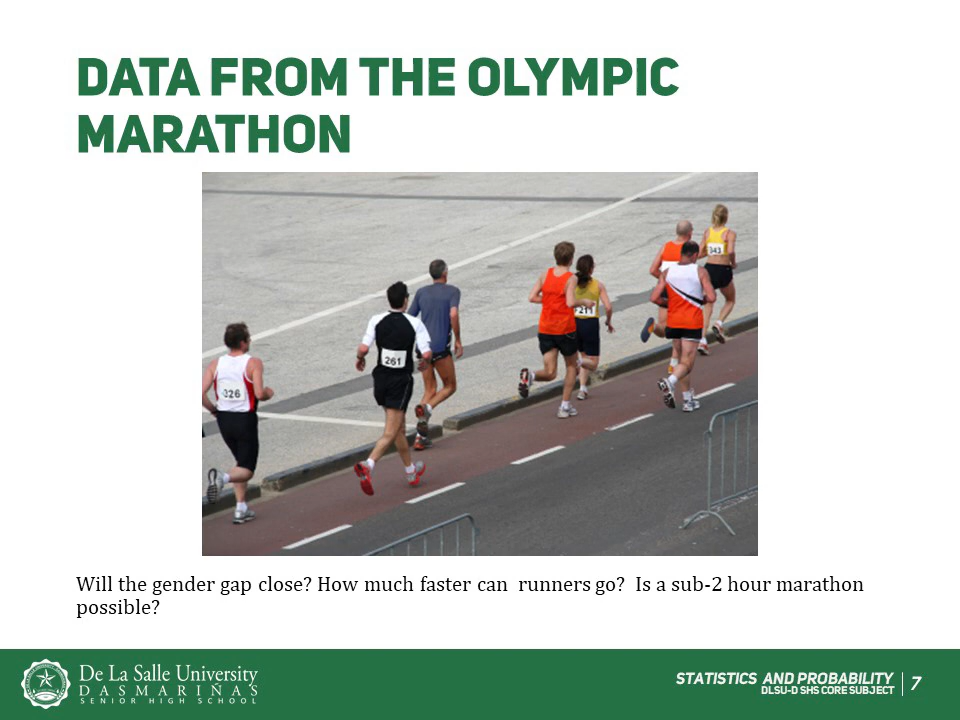 DATA FROM THE OLYMPIC
MARATHON
326
261
211
343
Will the gender gap close? How much faster can  runners go?  Is a sub-2 hour marathon
possible?
De La Salle University
DASMARIÑAS
SENIOR HIGH SCHOOL
STATISTICS AND PROBABILITY
DLSU-D SHS CORE SUBJECT
7